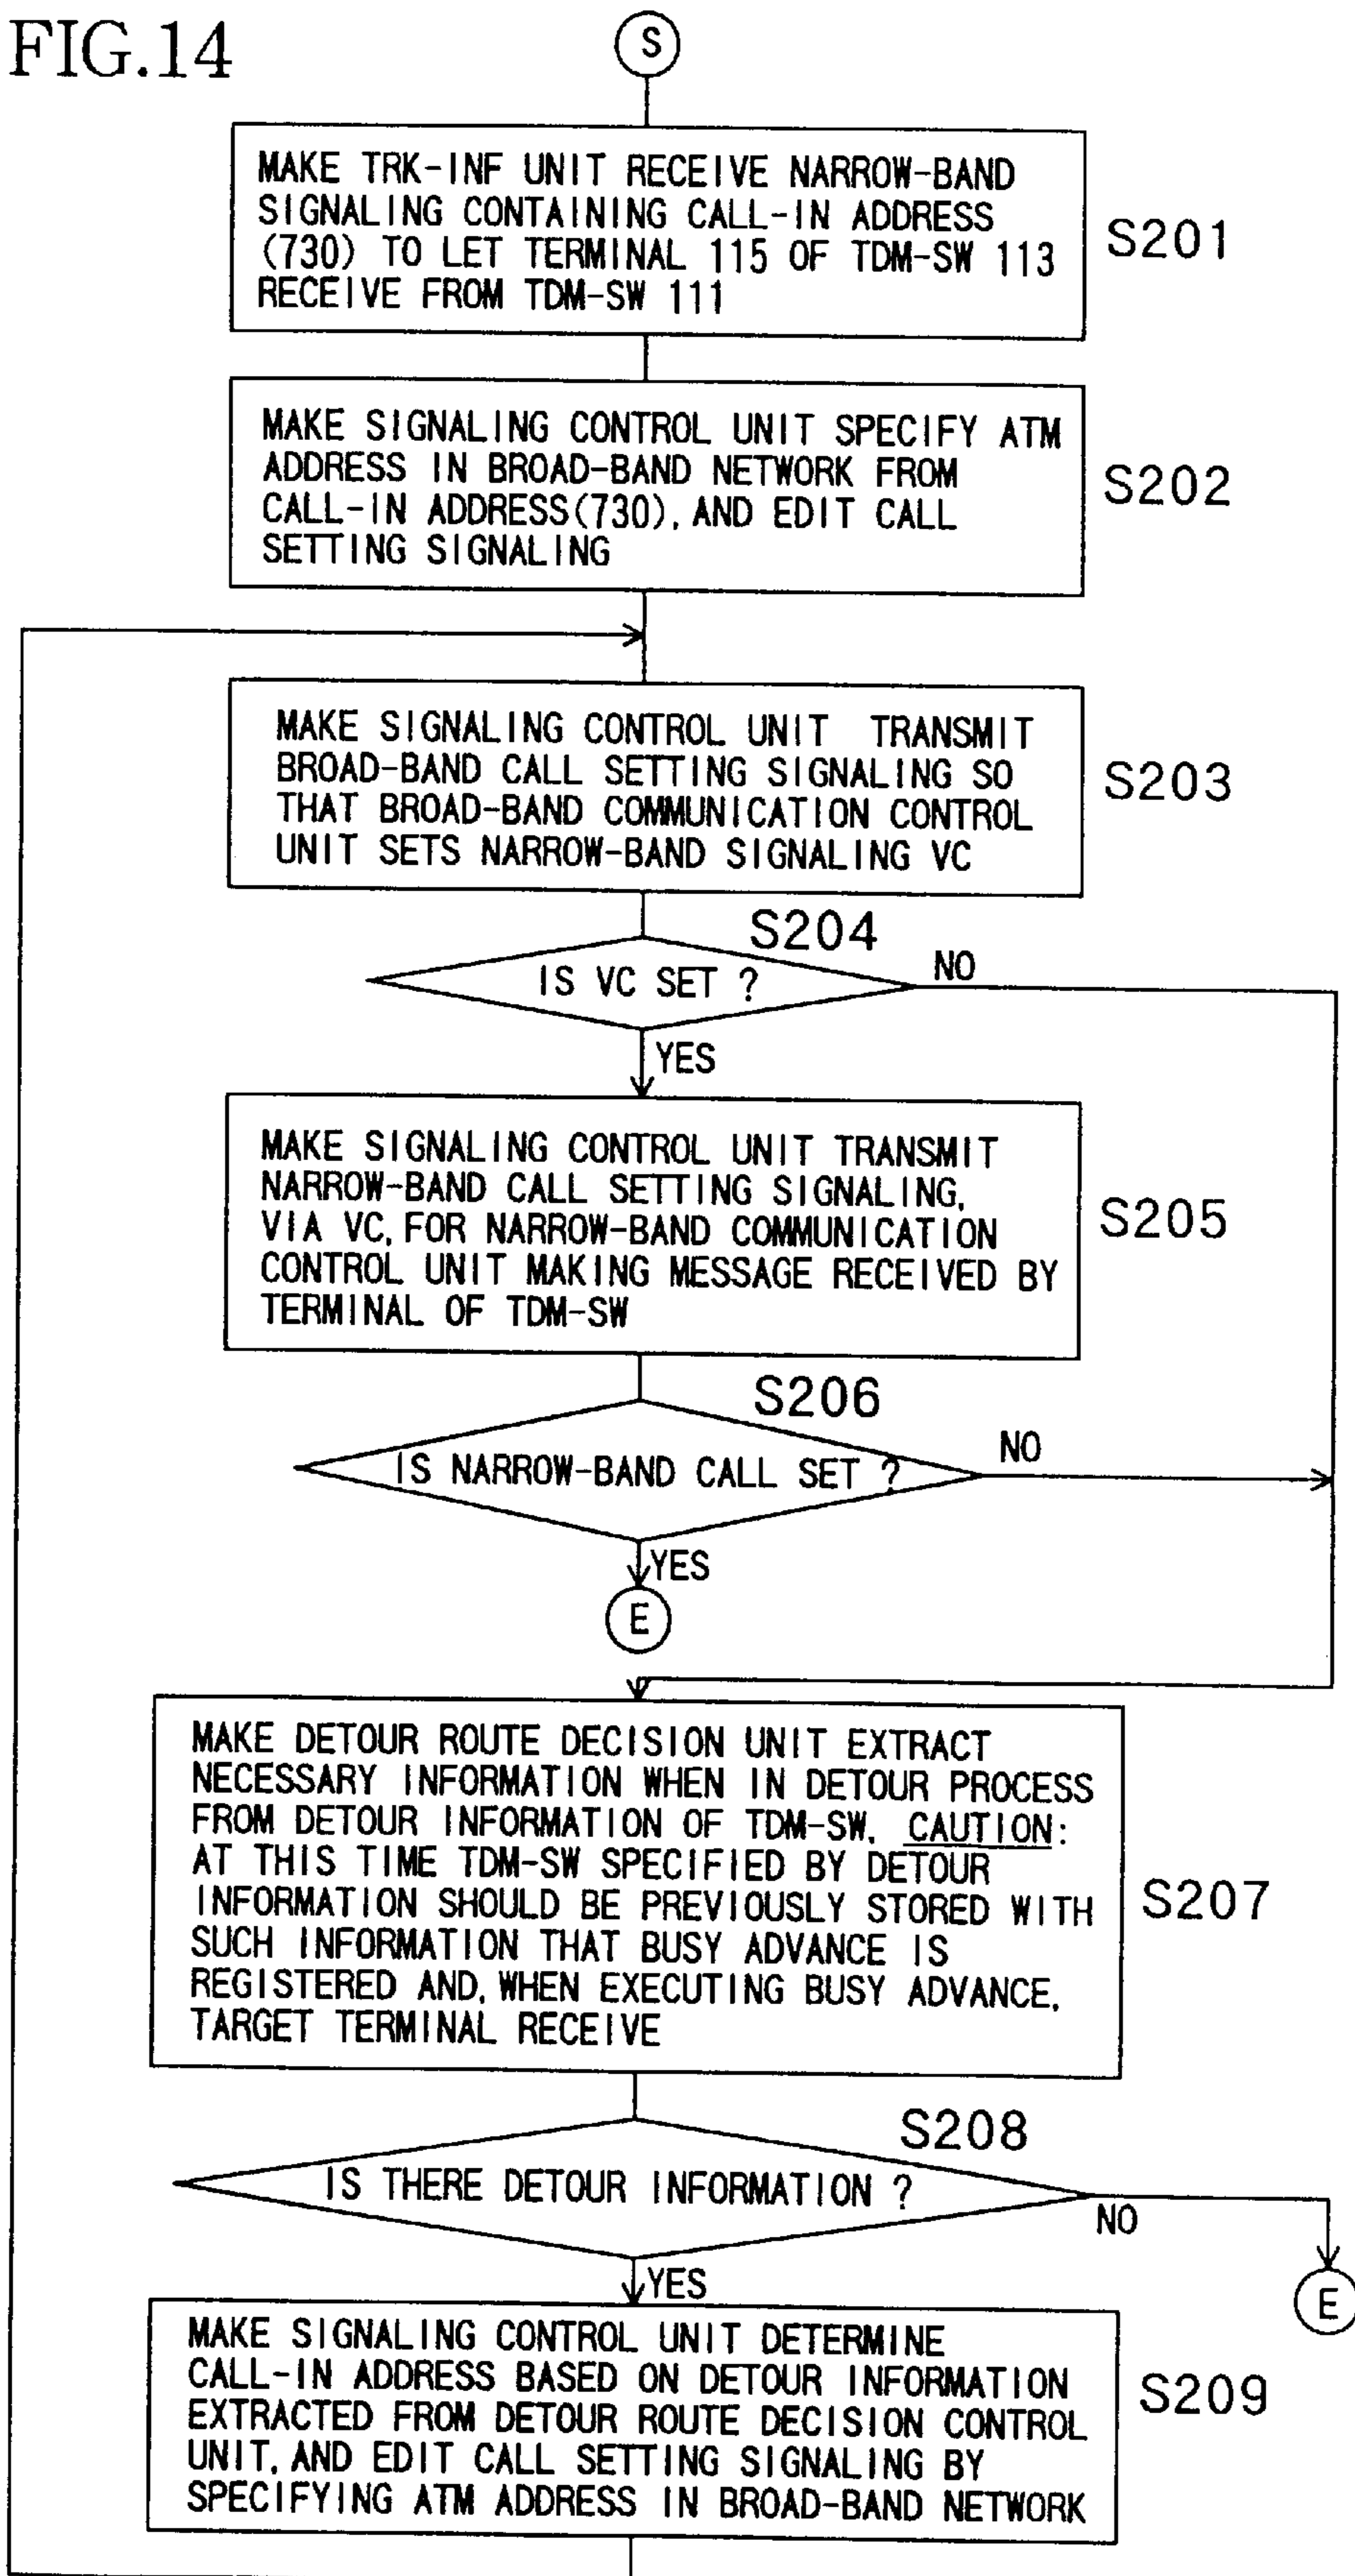 FIG.14
S
MAKE TRK-INF UNIT RECEIVE NARROW-BAND
SIGNALING CONTAINING CALL-IN ADDRESS
(730) TO LET TERMINAL 115 OF TDM-SW 113
RECEIVE FROM TDM-SW 111
S201
MAKE SIGNALING CONTROL UNIT SPECIFY ATM
ADDRESS IN BROAD-BAND NETWORK FROM
CALL-IN ADDRESS(730), AND EDIT CALL
SETTING SIGNALING
S202
MAKE SIGNALING CONTROL UNIT TRANSMIT
BROAD-BAND CALL SETTING SIGNALING SO
THAT BROAD-BAND COMMUNICATION CONTROL
UNIT SETS NARROW-BAND SIGNALING VC
S203
S204
IS VC SET ?
NO
YES
MAKE SIGNALING CONTROL UNIT TRANSMIT
NARROW-BAND CALL SETTING SIGNALING,
VIA VC, FOR NARROW-BAND COMMUNICATION
CONTROL UNIT MAKING MESSAGE RECEIVED BY
TERMINAL OF TDM-SW
S205
S206
IS NARROW-BAND CALL SET ?
NO
YES
E
MAKE DETOUR ROUTE DECISION UNIT EXTRACT
NECESSARY INFORMATION WHEN IN DETOUR PROCESS
FROM DETOUR INFORMATION OF TDM-SW. CAUTION:
AT THIS TIME TDM-SW SPECIFIED BY DETOUR
INFORMATION SHOULD BE PREVIOUSLY STORED WITH
SUCH INFORMATION THAT BUSY ADVANCE IS
REGISTERED AND, WHEN EXECUTING BUSY ADVANCE,
TARGET TERMINAL RECEIVE
S207
S208
IS THERE DETOUR INFORMATION ?
NO
YES
E
MAKE SIGNALING CONTROL UNIT DETERMINE
CALL-IN ADDRESS BASED ON DETOUR INFORMATION
EXTRACTED FROM DETOUR ROUTE DECISION CONTROL
UNIT, AND EDIT CALL SETTING SIGNALING BY
SPECIFYING ATM ADDRESS IN BROAD-BAND NETWORK
S209